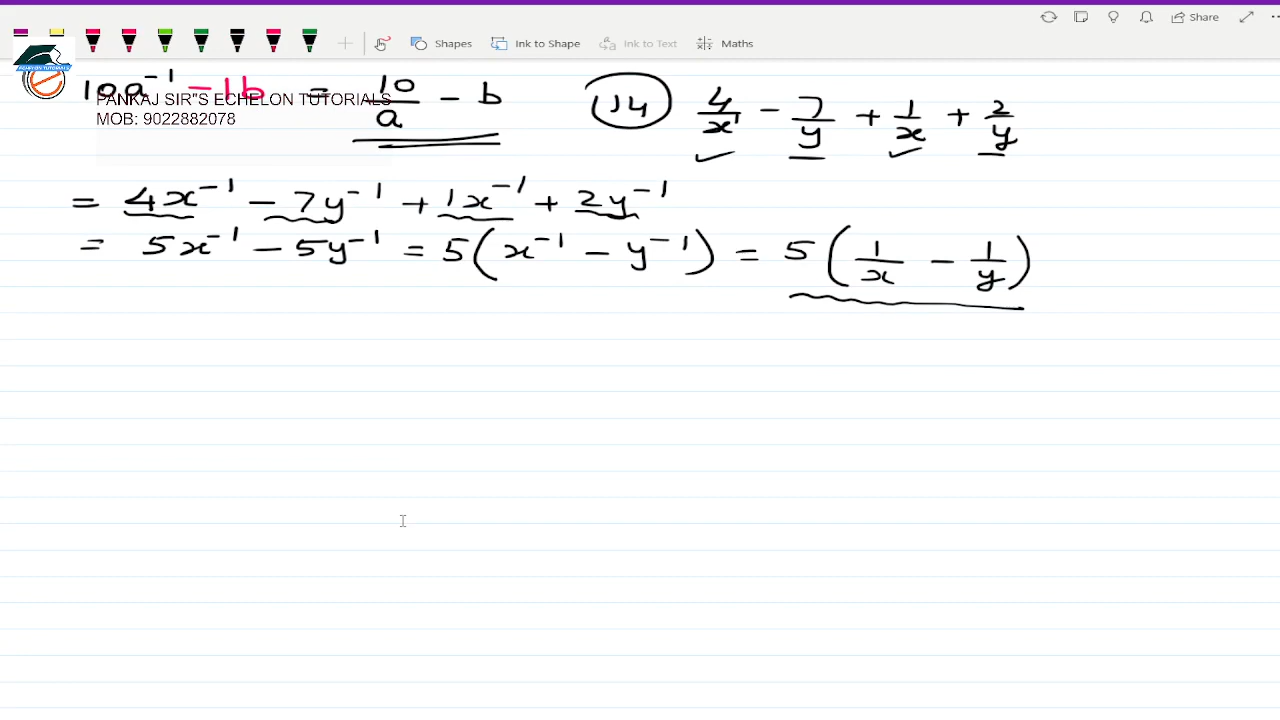 Share
Shapes Ink to Shape Ink to Text Maths
10a⁻¹ – 1b = 10/a – b
PANKAJ SIR"S ECHELON TUTORIALS
MOB: 9022882078
14 4/x – 7/y + 1/x + 2/y
= 4x⁻¹ – 7y⁻¹ + 1x⁻¹ + 2y⁻¹
= 5x⁻¹ – 5y⁻¹ = 5(x⁻¹ – y⁻¹) = 5(1/x – 1/y)